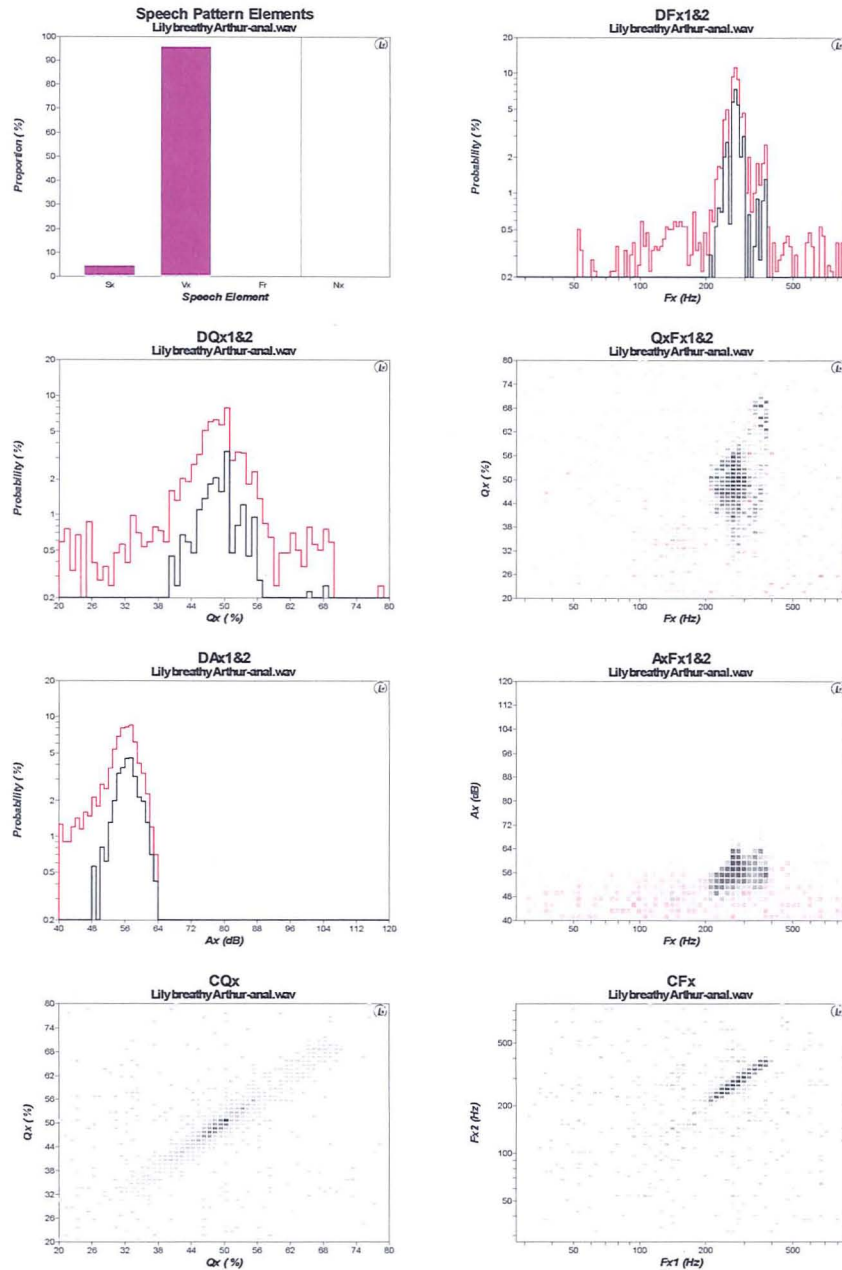 Speech Pattern Elements
LilybreathyArthur-anal.wav
Proportion (%)
100
90
80
70
60
50
40
30
20
10
0
Sx Vx Fr Nx
Speech Element
DFx1&2
LilybreathyArthur-anal.wav
Probability (%)
20
10
5
2
1
0.5
0.2
50 100 200 500
Fx (Hz)
DQx1&2
LilybreathyArthur-anal.wav
Probability (%)
20
10
5
2
1
0.5
0.2
20 26 32 38 44 50 56 62 68 74 80
Qx (%)
QxFx1&2
LilybreathyArthur-anal.wav
Qx (%)
80
74
68
62
56
50
44
38
32
26
20
50 100 200 500
Fx (Hz)
DAx1&2
LilybreathyArthur-anal.wav
Probability (%)
20
10
5
2
1
0.5
0.2
40 48 56 64 72 80 88 96 104 112 120
Ax (dB)
AxFx1&2
LilybreathyArthur-anal.wav
Ax (dB)
120
112
104
96
88
80
72
64
56
48
40
50 100 200 500
Fx (Hz)
CQx
LilybreathyArthur-anal.wav
Qx (%)
80
74
68
62
56
50
44
38
32
26
20
20 26 32 38 44 50 56 62 68 74 80
Qx (%)
CFx
LilybreathyArthur-anal.wav
Fx2 (Hz)
500
200
100
50
50 100 200 500
Fx1 (Hz)